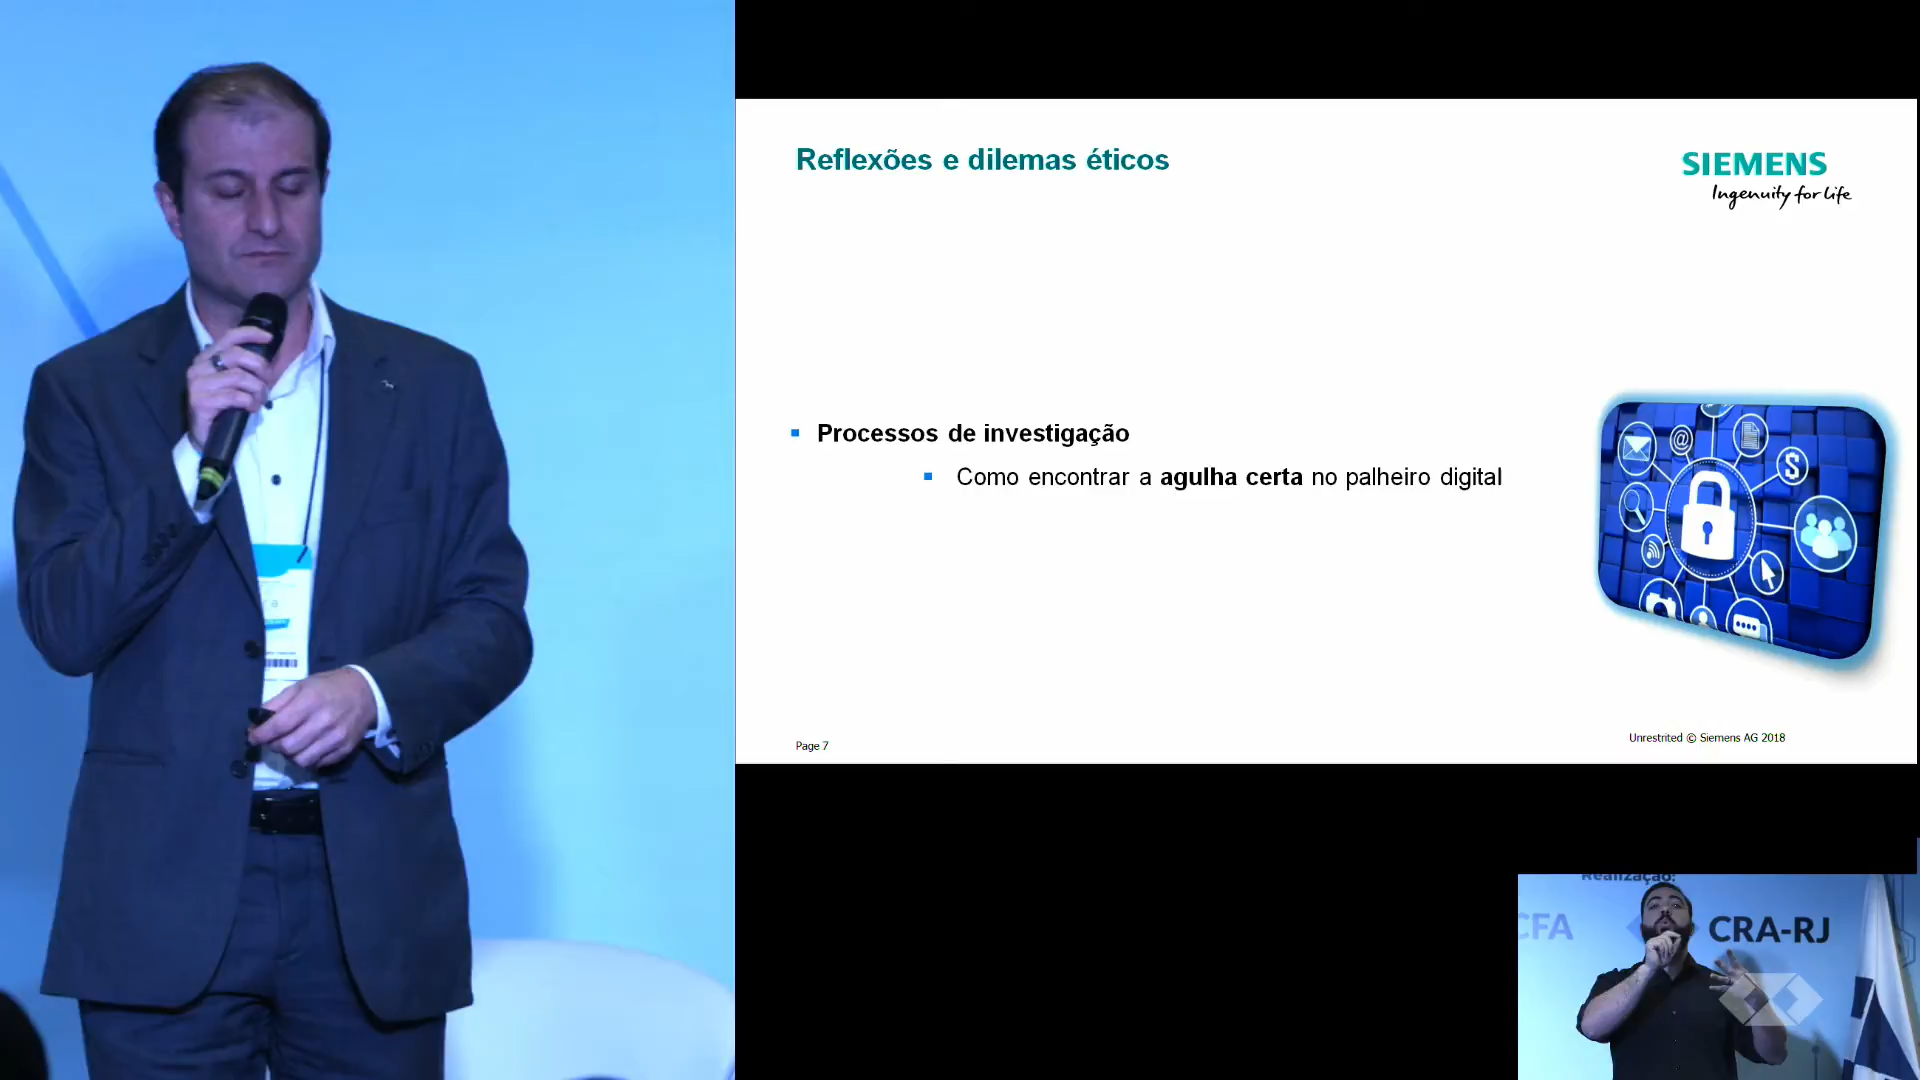 Reflexões e dilemas éticos
SIEMENS
Ingenuity for life
Processos de investigação
Como encontrar a agulha certa no palheiro digital
@
$
Page 7
Unrestrited © Siemens AG 2018
Realização:
CFA
CRA-RJ